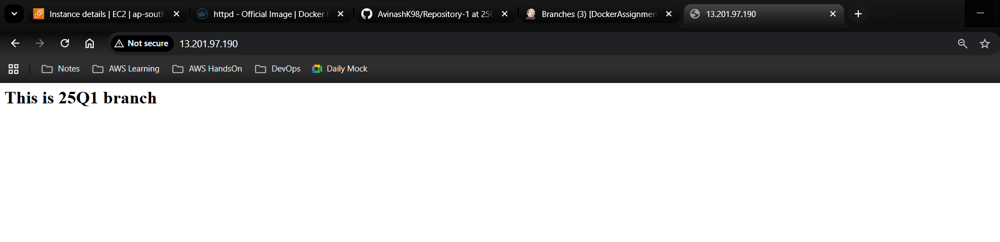 Instance details | EC2 | ap-south
httpd - Official Image | Docker
AvinashK98/Repository-1 at 25
Branches (3) [DockerAssignmen
13.201.97.190
Not secure
13.201.97.190
Notes
AWS Learning
AWS HandsOn
DevOps
Daily Mock
This is 25Q1 branch